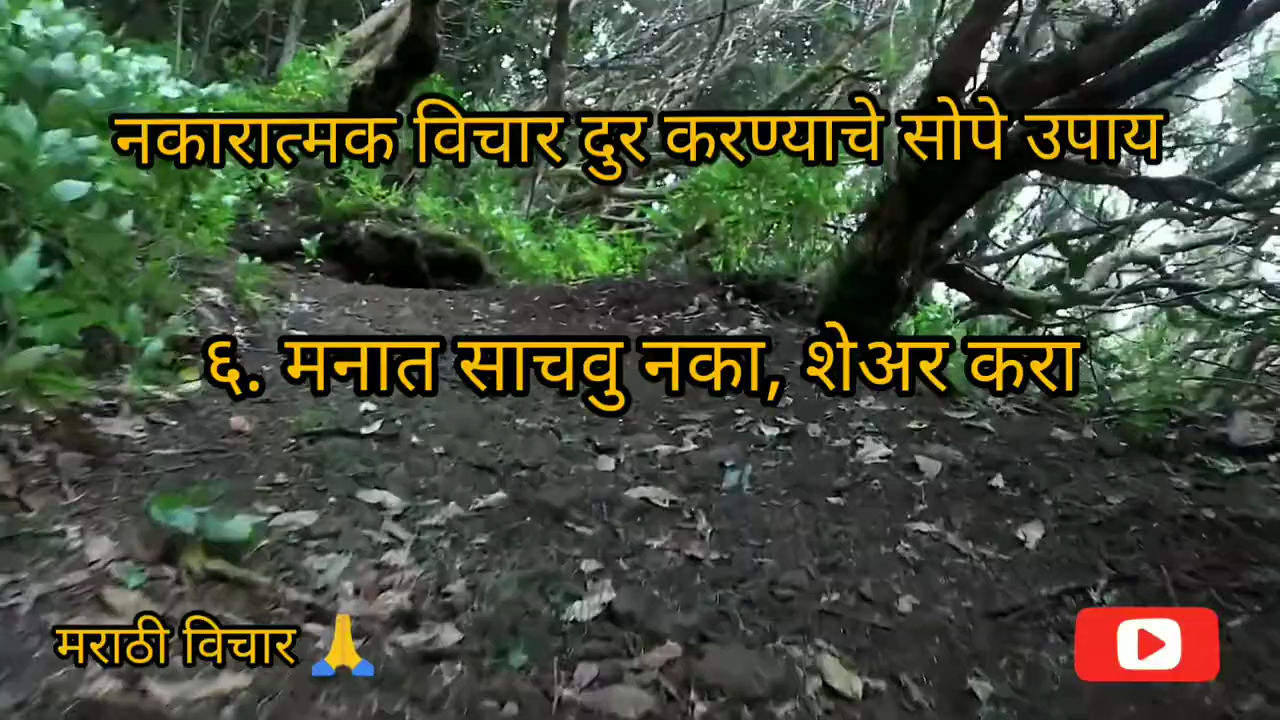 नकारात्मक विचार दुर करण्याचे सोपे उपाय
६. मनात साचवु नका, शेअर करा
मराठी विचार 🙏